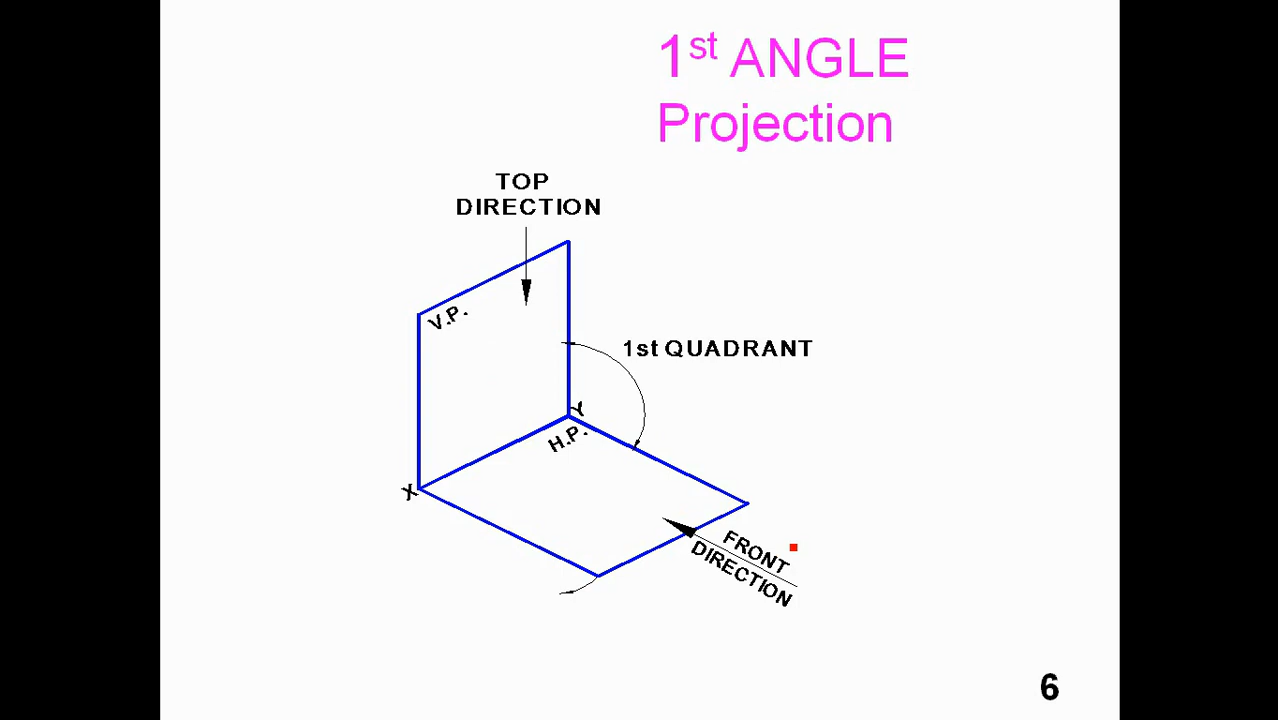 1st ANGLE
Projection
TOP
DIRECTION
V.P.
1st QUADRANT
Y
H.P.
X
FRONT
DIRECTION
6